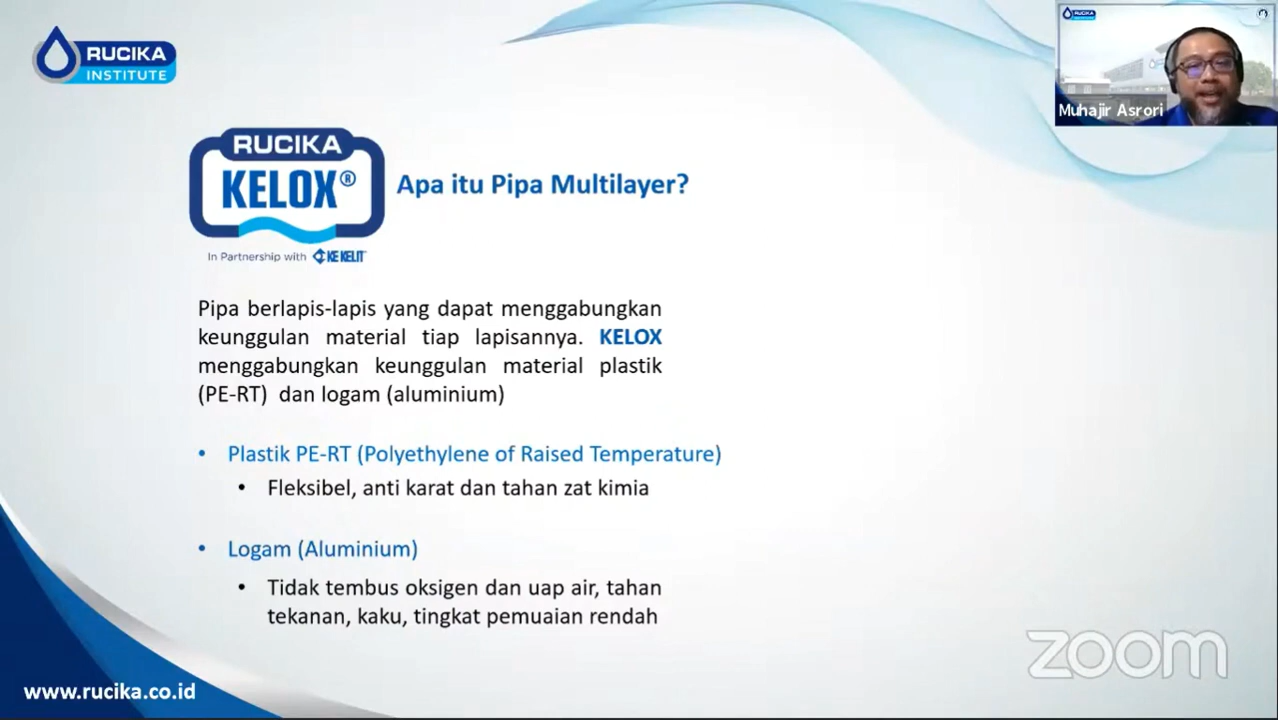 RUCIKA
INSTITUTE
RUCIKA
Muhajir Asrori
RUCIKA
KELOX®
In Partnership with KE KELIT
Apa itu Pipa Multilayer?
Pipa berlapis-lapis yang dapat menggabungkan
keunggulan material tiap lapisannya. KELOX
menggabungkan keunggulan material plastik
(PE-RT) dan logam (aluminium)
• Plastik PE-RT (Polyethylene of Raised Temperature)
• Fleksibel, anti karat dan tahan zat kimia
• Logam (Aluminium)
• Tidak tembus oksigen dan uap air, tahan
tekanan, kaku, tingkat pemuaian rendah
zoom
www.rucika.co.id